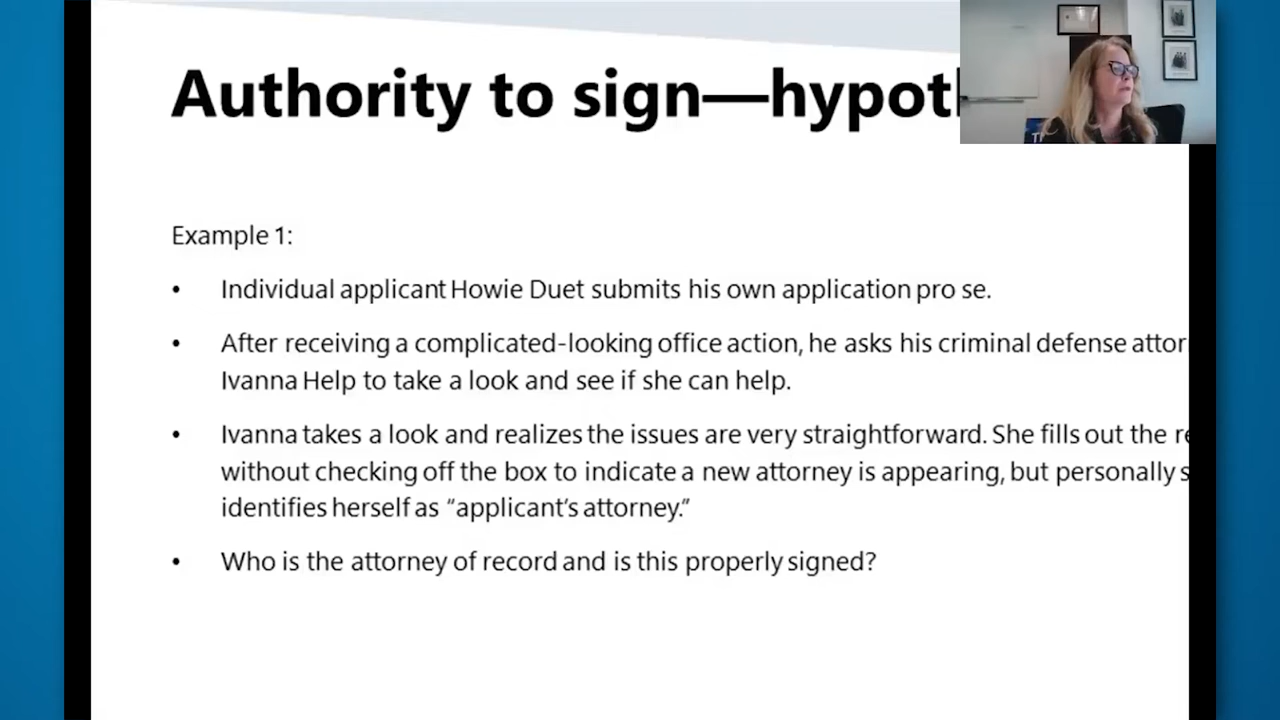 Authority to sign—hypoth
Example 1:
• Individual applicant Howie Duet submits his own application pro se.
• After receiving a complicated-looking office action, he asks his criminal defense attor
Ivanna Help to take a look and see if she can help.
• Ivanna takes a look and realizes the issues are very straightforward. She fills out the re
without checking off the box to indicate a new attorney is appearing, but personally s
identifies herself as “applicant’s attorney.”
• Who is the attorney of record and is this properly signed?